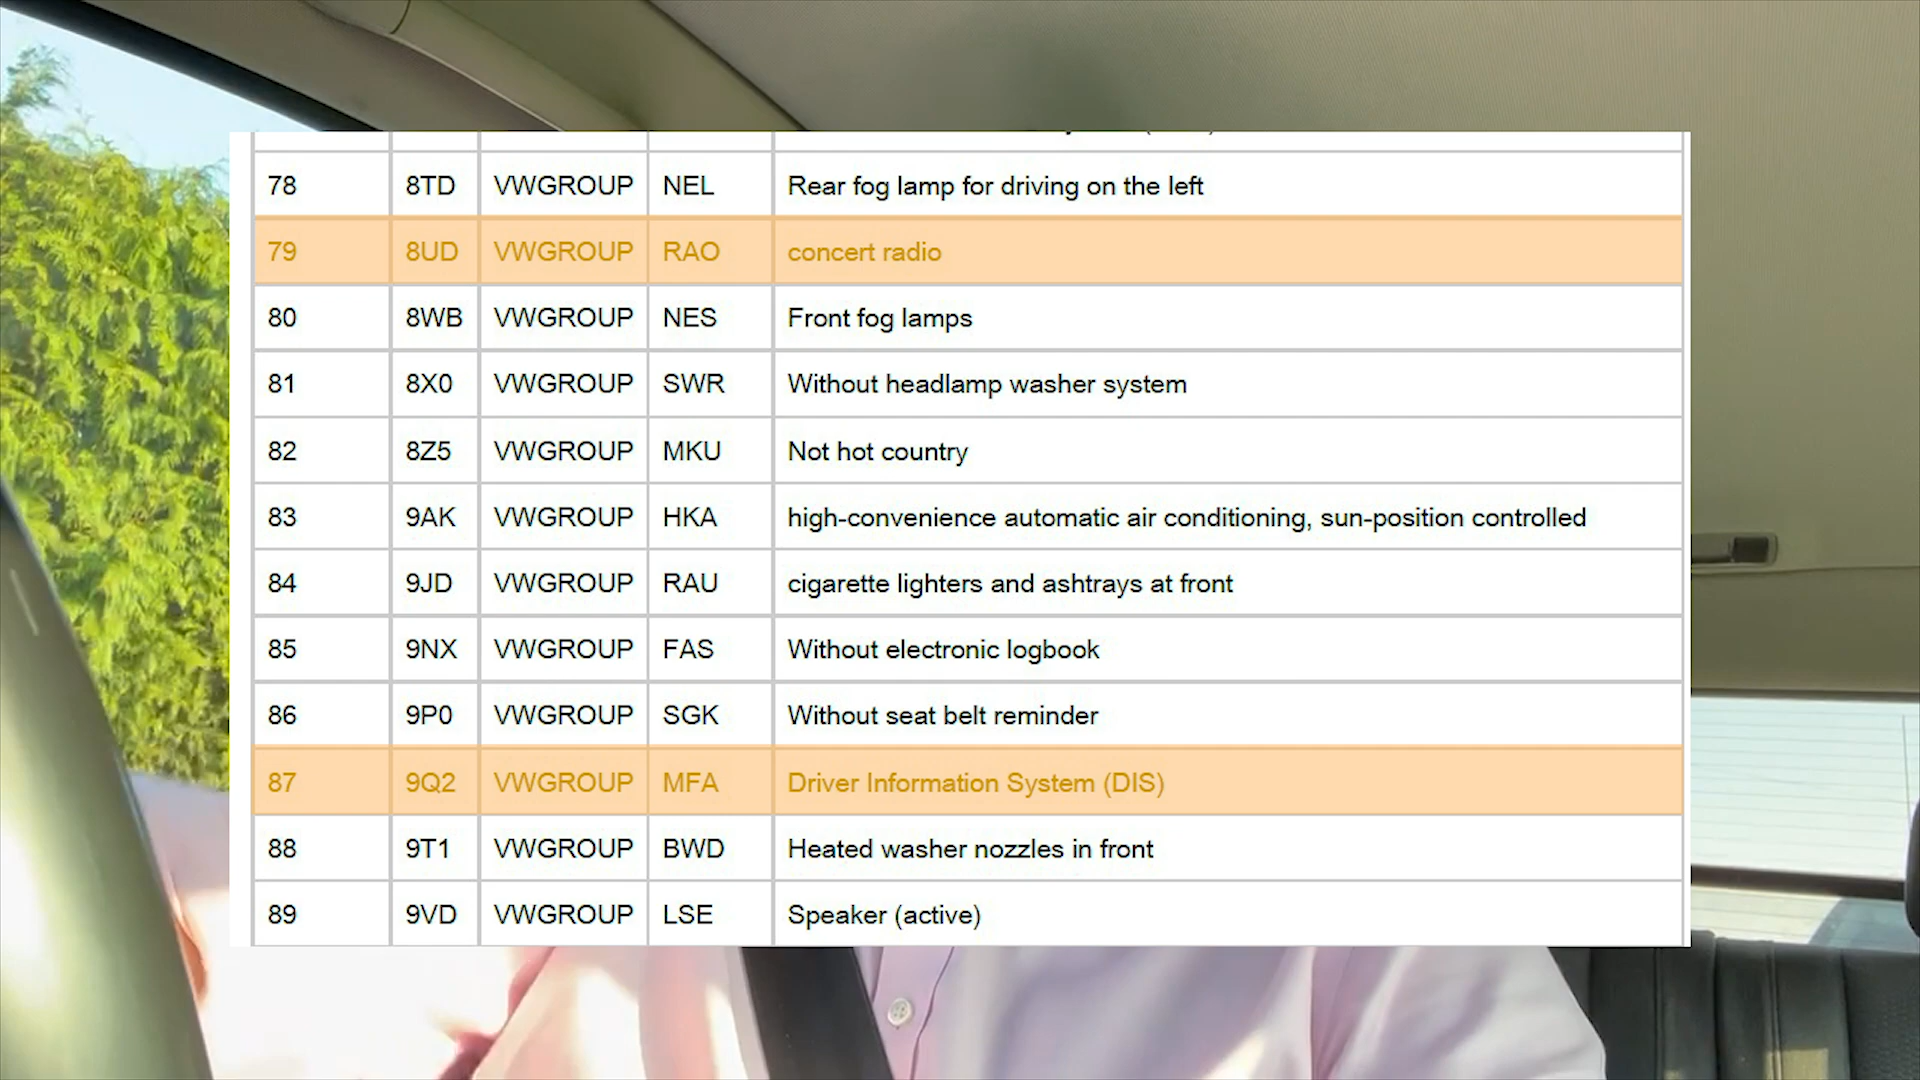 78 8TD VWGROUP NEL Rear fog lamp for driving on the left
79 8UD VWGROUP RAO concert radio
80 8WB VWGROUP NES Front fog lamps
81 8X0 VWGROUP SWR Without headlamp washer system
82 8Z5 VWGROUP MKU Not hot country
83 9AK VWGROUP HKA high-convenience automatic air conditioning, sun-position controlled
84 9JD VWGROUP RAU cigarette lighters and ashtrays at front
85 9NX VWGROUP FAS Without electronic logbook
86 9P0 VWGROUP SGK Without seat belt reminder
87 9Q2 VWGROUP MFA Driver Information System (DIS)
88 9T1 VWGROUP BWD Heated washer nozzles in front
89 9VD VWGROUP LSE Speaker (active)